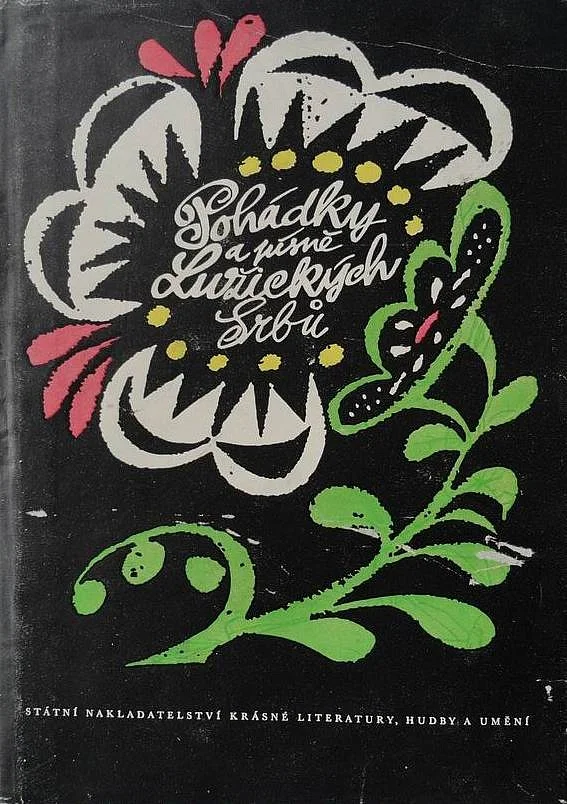 Pohádky
a písně
Lužických
Srbů
STÁTNÍ NAKLADATELSTVÍ KRÁSNÉ LITERATURY, HUDBY A UMĚNÍ